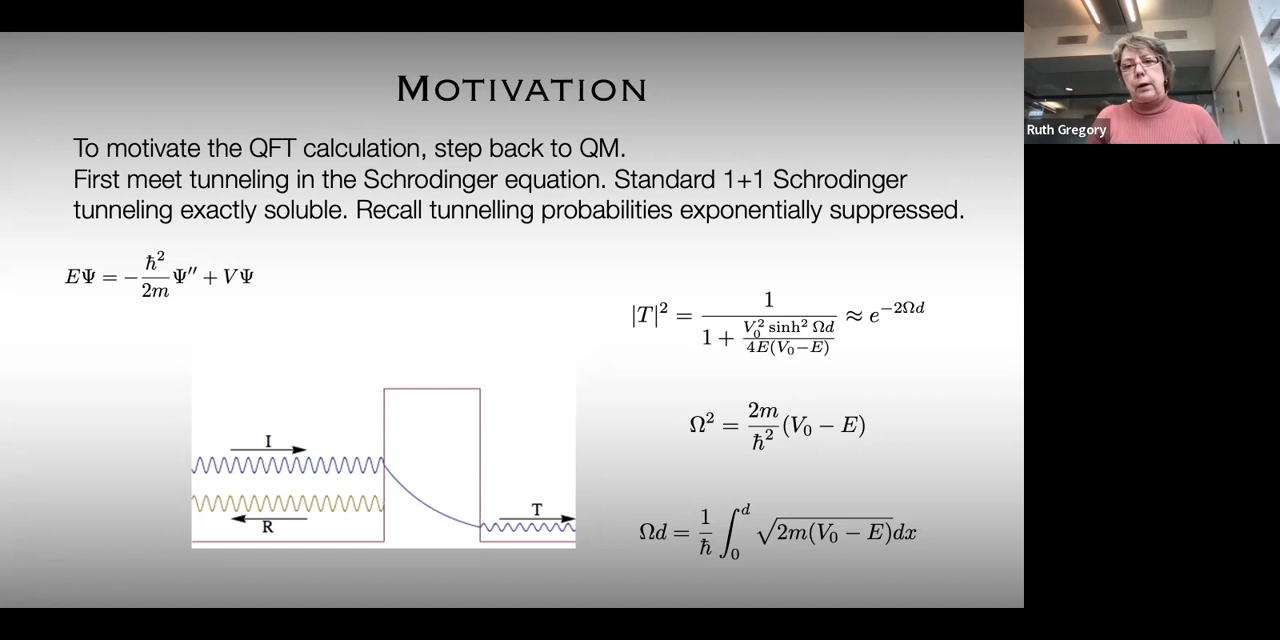 MOTIVATION
To motivate the QFT calculation, step back to QM.
First meet tunneling in the Schrodinger equation. Standard 1+1 Schrodinger
tunneling exactly soluble. Recall tunnelling probabilities exponentially suppressed.
EΨ = −ℏ²/2m Ψ′′ + VΨ
|T|² = 1/(1 + V₀² sinh² Ωd/4E(V₀−E)) ≈ e^{−2Ωd}
Ω² = 2m/ℏ² (V₀ − E)
Ωd = 1/ℏ ∫₀ᵈ √(2m(V₀ − E)) dx
I
R
T
Ruth Gregory